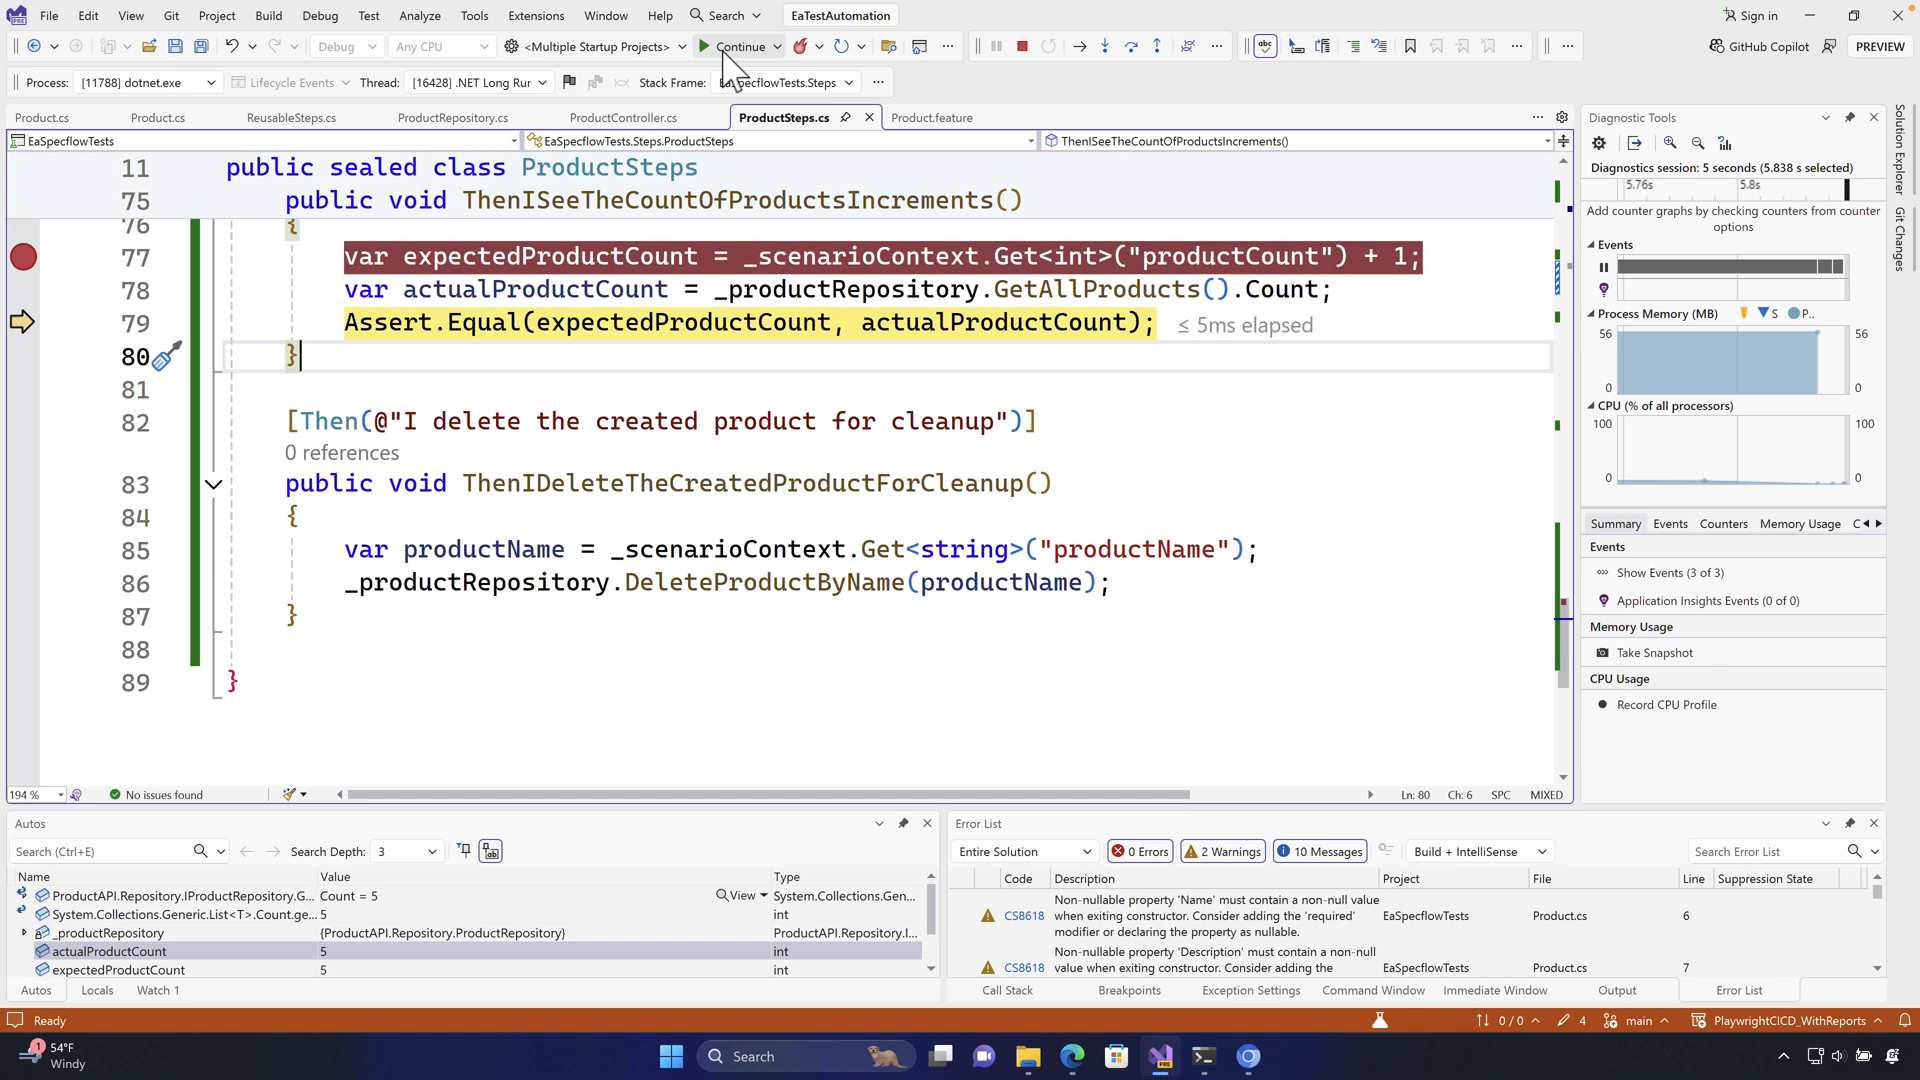 File Edit View Git Project Build Debug Test Analyze Tools Extensions Window Help Search EaTestAutomation Sign in
Debug Any CPU <Multiple Startup Projects> Continue GitHub Copilot PREVIEW
Process: [11788] dotnet.exe Lifecycle Events Thread: [16428] .NET Long Rur Stack Frame: EaSpecflowTests.Steps
Product.cs Product.cs ReusableSteps.cs ProductRepository.cs ProductController.cs ProductSteps.cs Product.feature
EaSpecflowTests EaSpecflowTests.Steps.ProductSteps ThenISeeTheCountOfProductsIncrements()
11 public sealed class ProductSteps
75 public void ThenISeeTheCountOfProductsIncrements()
76 {
77 var expectedProductCount = _scenarioContext.Get<int>("productCount") + 1;
78 var actualProductCount = _productRepository.GetAllProducts().Count;
79 Assert.Equal(expectedProductCount, actualProductCount); ≤ 5ms elapsed
80 }
81
82 [Then(@"I delete the created product for cleanup")]
0 references
83 public void ThenIDeleteTheCreatedProductForCleanup()
84 {
85 var productName = _scenarioContext.Get<string>("productName");
86 _productRepository.DeleteProductByName(productName);
87 }
88
89 }
194 % No issues found Ln: 80 Ch: 6 SPC MIXED
Diagnostic Tools
Diagnostics session: 5 seconds (5.838 s selected)
5.76s 5.8s
Add counter graphs by checking counters from counter
options
Events
Process Memory (MB) S P..
56 56
0 0
CPU (% of all processors)
100 100
0 0
Summary Events Counters Memory Usage C
Events
Show Events (3 of 3)
Application Insights Events (0 of 0)
Memory Usage
Take Snapshot
CPU Usage
Record CPU Profile
Solution Explorer
Git Changes
Autos
Search (Ctrl+E) Search Depth: 3
Name Value Type
ProductAPI.Repository.IProductRepository.G... Count = 5 View System.Collections.Gen...
System.Collections.Generic.List<T>.Count.ge... 5 int
_productRepository {ProductAPI.Repository.ProductRepository} ProductAPI.Repository.I...
actualProductCount 5 int
expectedProductCount 5 int
Autos Locals Watch 1
Error List
Entire Solution 0 Errors 2 Warnings 10 Messages Build + IntelliSense Search Error List
Code Description Project File Line Suppression State
CS8618 Non-nullable property 'Name' must contain a non-null value
when exiting constructor. Consider adding the 'required' EaSpecflowTests Product.cs 6
modifier or declaring the property as nullable.
CS8618 Non-nullable property 'Description' must contain a non-null
value when exiting constructor. Consider adding the EaSpecflowTests Product.cs 7
Call Stack Breakpoints Exception Settings Command Window Immediate Window Output Error List
Ready 0 / 0 4 main PlaywrightCICD_WithReports
1 54°F
Windy
Search
PRE